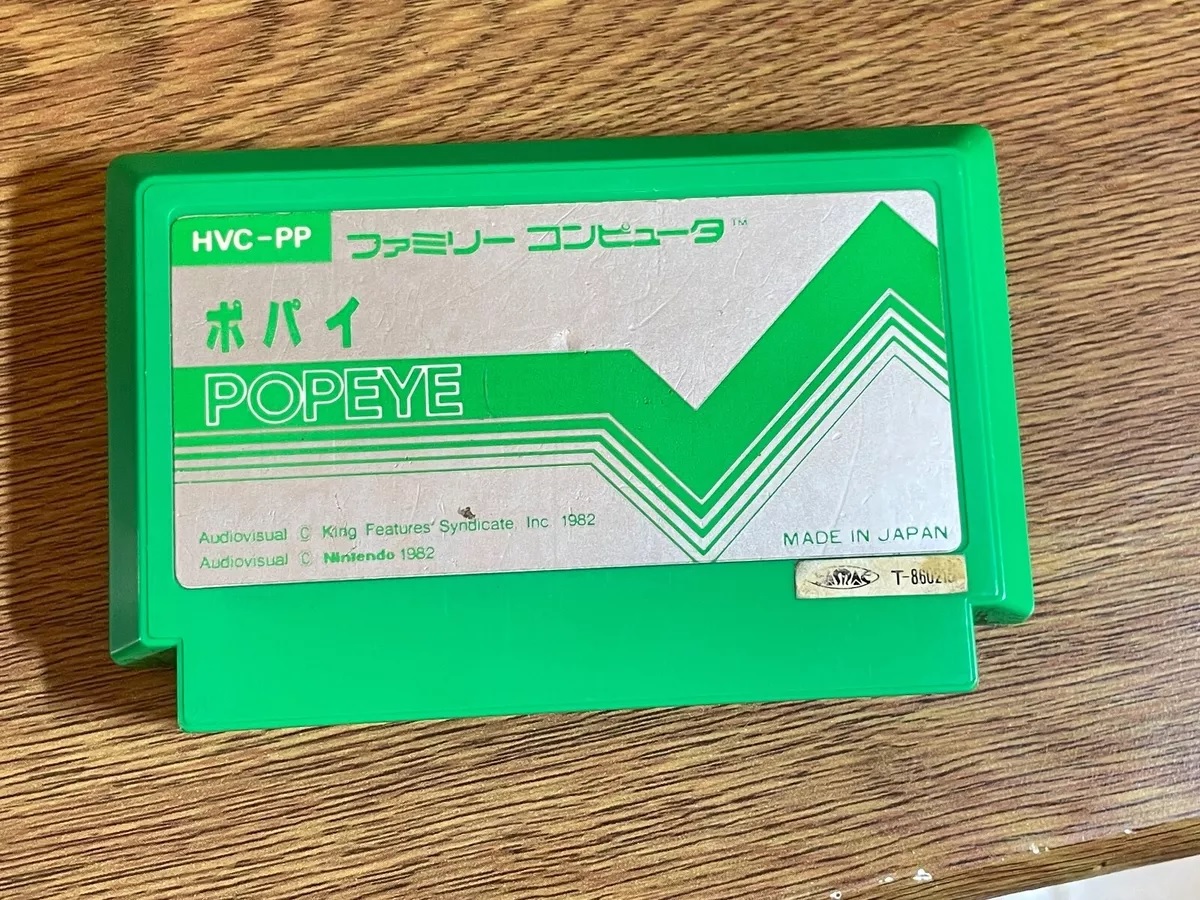 HVC-PP
ファミリー コンピュータ™
ポパイ
POPEYE
Audiovisual © King Features Syndicate, Inc 1982
Audiovisual © Nintendo 1982
MADE IN JAPAN
JASRAC